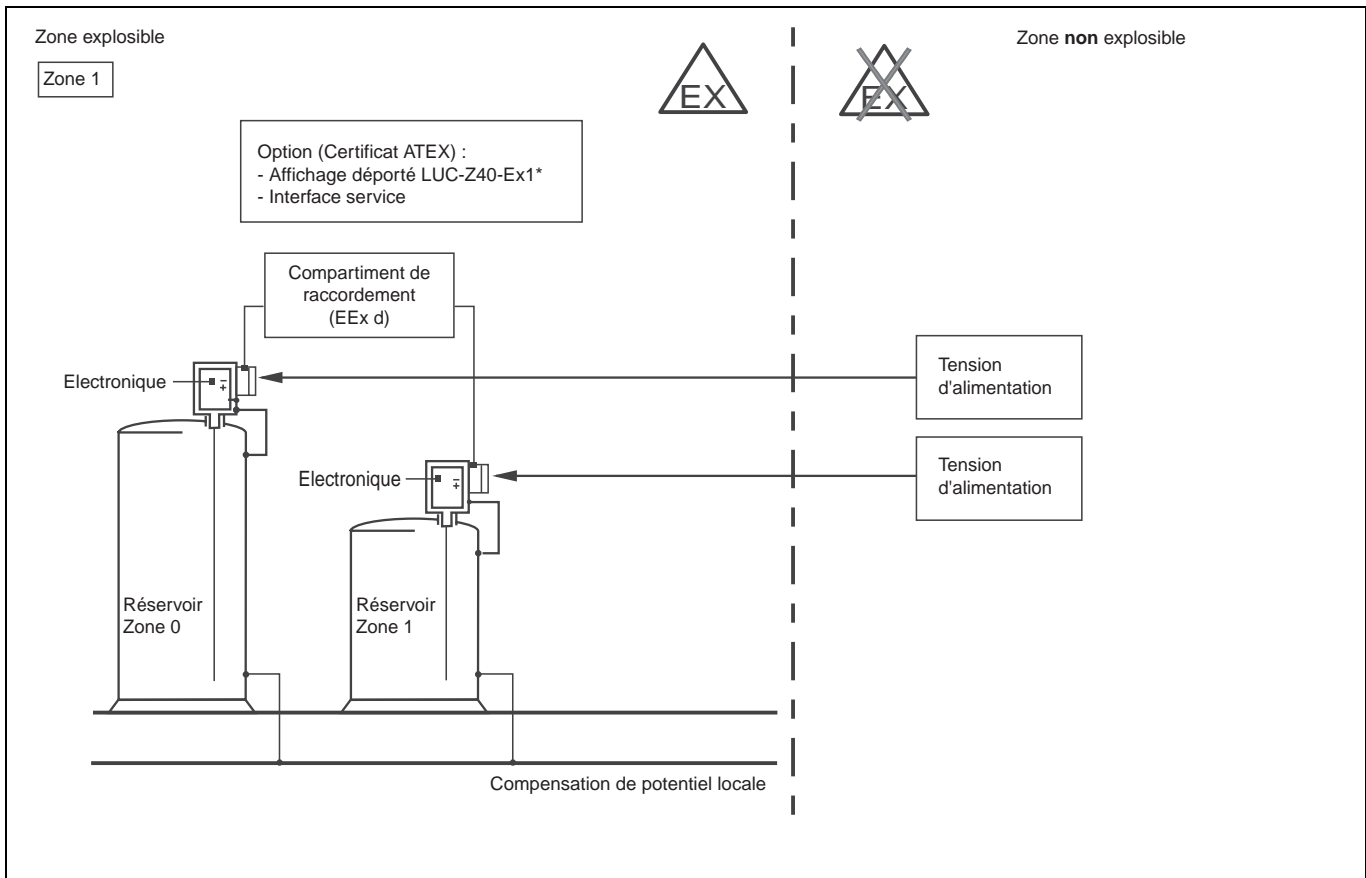 Zone explosible
Zone non explosible
Zone 1
EX
EX
Option (Certificat ATEX) :
- Affichage déporté LUC-Z40-Ex1*
- Interface service
Compartiment de
raccordement
(EEx d)
Electronique
Tension
d'alimentation
Electronique
Tension
d'alimentation
Réservoir
Zone 0
Réservoir
Zone 1
Compensation de potentiel locale